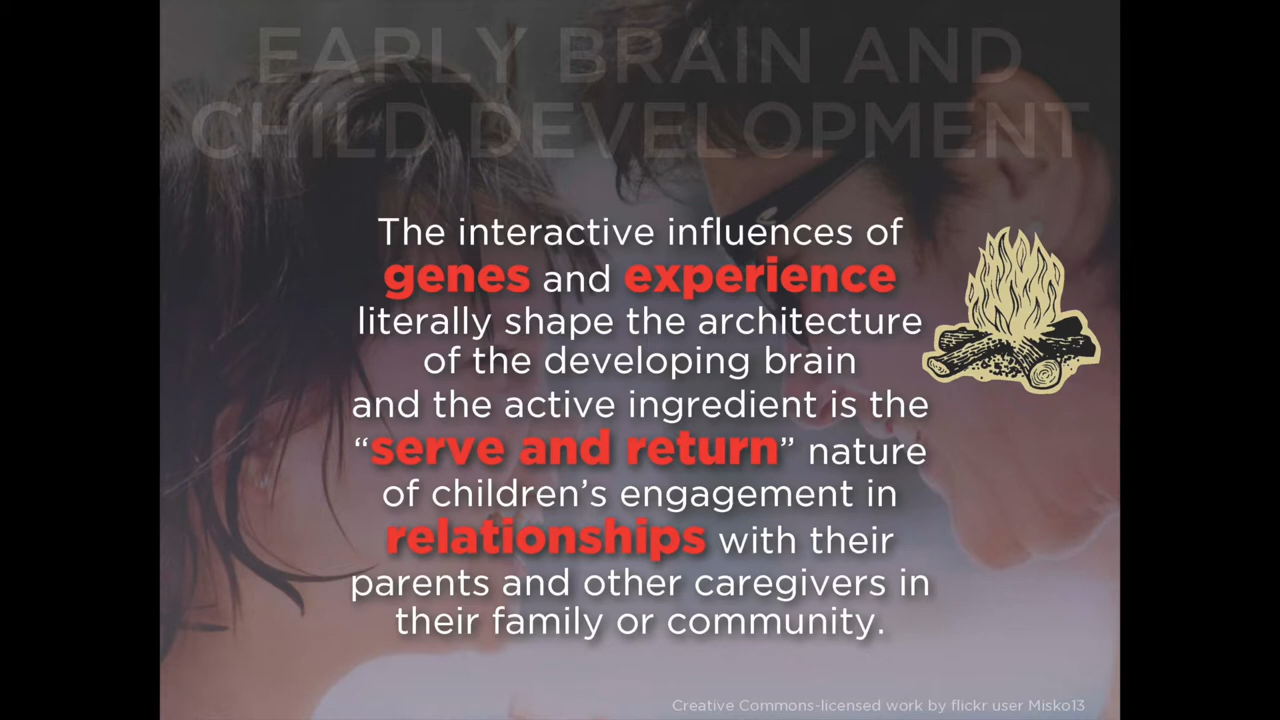 EARLY BRAIN AND
CHILD DEVELOPMENT
The interactive influences of
genes and experience
literally shape the architecture
of the developing brain
and the active ingredient is the
“serve and return” nature
of children’s engagement in
relationships with their
parents and other caregivers in
their family or community.
Creative Commons-licensed work by flickr user Misko13